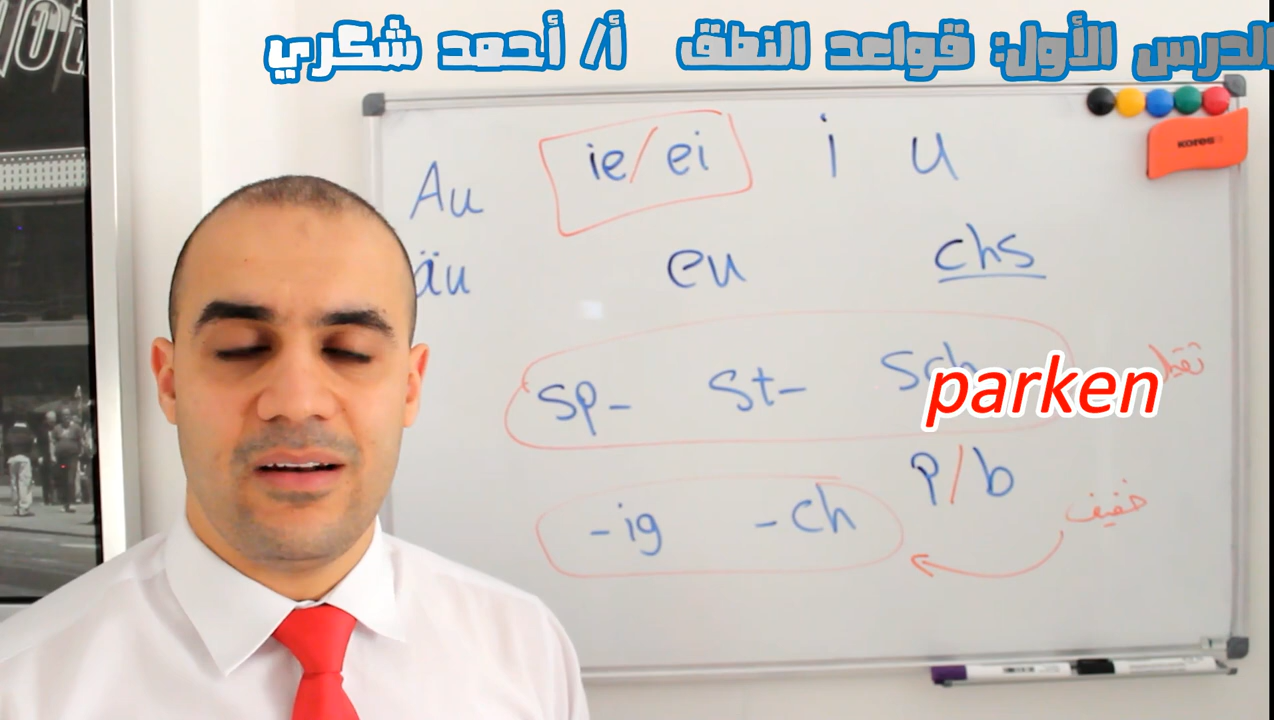 الدرس الأول: قواعد النطق أ/ أحمد شكري
KORES
Au ie/ei i u
äu eu chs
sp- st- Sch
parken
p/b
-ig -ch خفيف